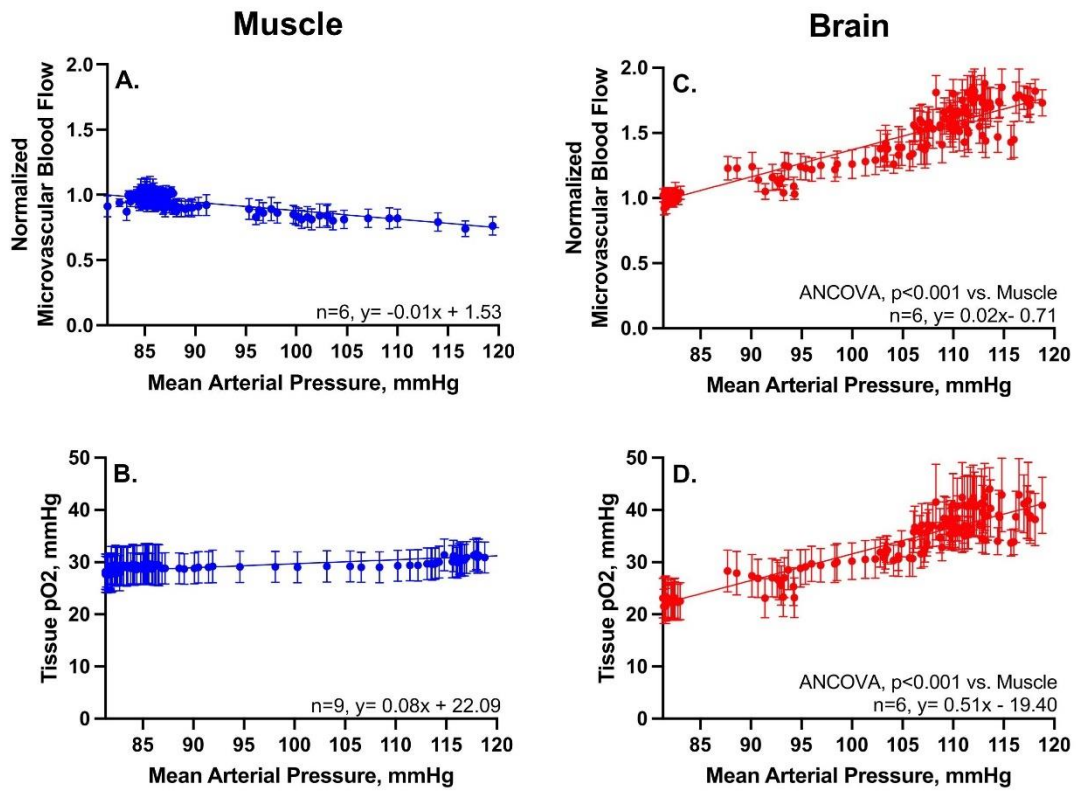 Muscle
Brain
A.
Normalized
Microvascular Blood Flow
2.0
1.5
1.0
0.5
0.0
n=6, y= -0.01x + 1.53
85 90 95 100 105 110 115 120
Mean Arterial Pressure, mmHg
C.
Normalized
Microvascular Blood Flow
2.0
1.5
1.0
0.5
0.0
ANCOVA, p<0.001 vs. Muscle
n=6, y= 0.02x- 0.71
85 90 95 100 105 110 115 120
Mean Arterial Pressure, mmHg
B.
Tissue pO2, mmHg
50
40
30
20
10
0
n=9, y= 0.08x + 22.09
85 90 95 100 105 110 115 120
Mean Arterial Pressure, mmHg
D.
Tissue pO2, mmHg
50
40
30
20
10
0
ANCOVA, p<0.001 vs. Muscle
n=6, y= 0.51x - 19.40
85 90 95 100 105 110 115 120
Mean Arterial Pressure, mmHg